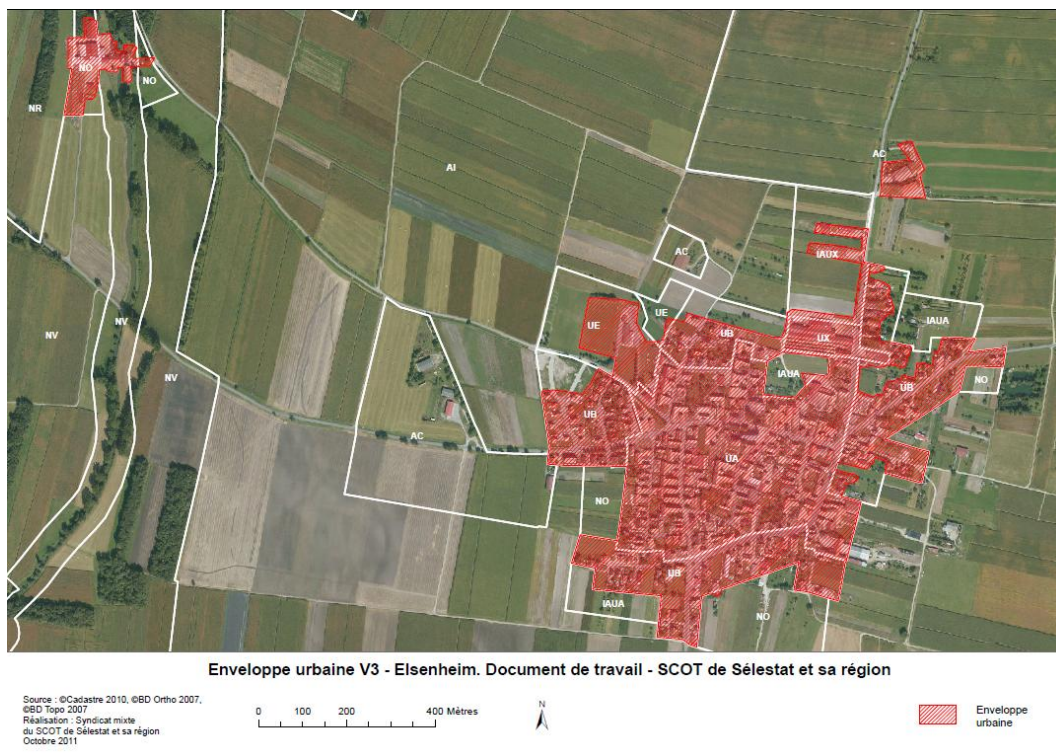 NO
NO
NR
AI
AC
AC
IAUX
UE
UE
UB
UX
IAUA
IAUA
NV
NV
NV
UB
NO
UB
AC
UA
NO
UB
IAUA
NO
Enveloppe urbaine V3 - Elsenheim. Document de travail - SCOT de Sélestat et sa région
Source : ©Cadastre 2010, ©BD Ortho 2007,
©BD Topo 2007
Réalisation : Syndicat mixte
du SCOT de Sélestat et sa région
Octobre 2011
0 100 200 400 Mètres
N
Enveloppe
urbaine